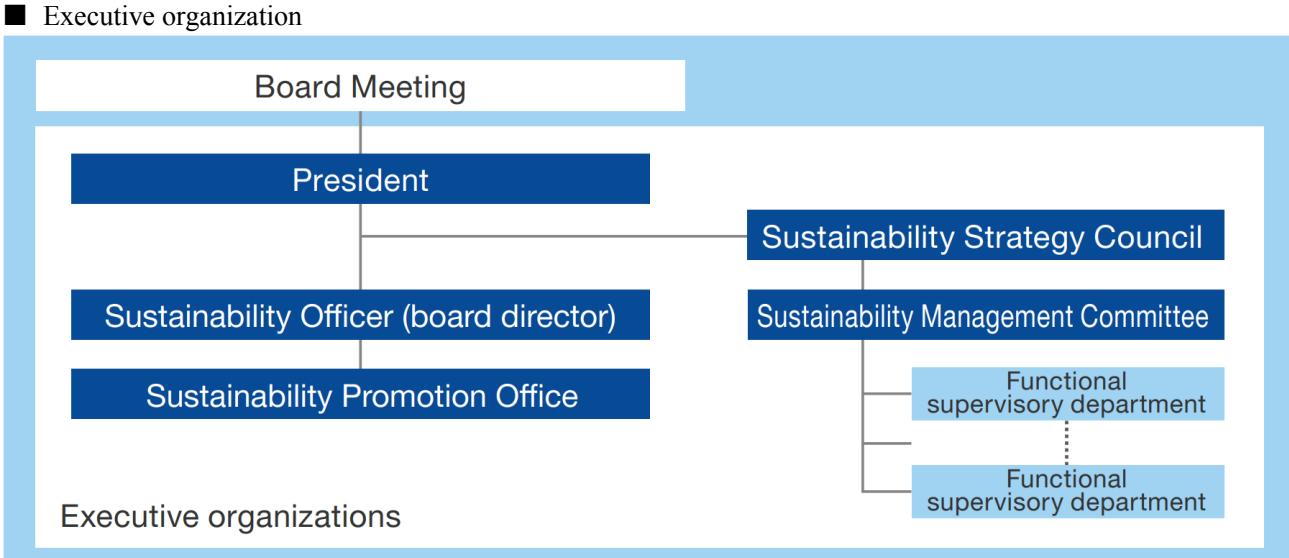 ■ Executive organization
Board Meeting
President
Sustainability Strategy Council
Sustainability Officer (board director)
Sustainability Management Committee
Sustainability Promotion Office
Functional
supervisory department
Functional
supervisory department
Executive organizations